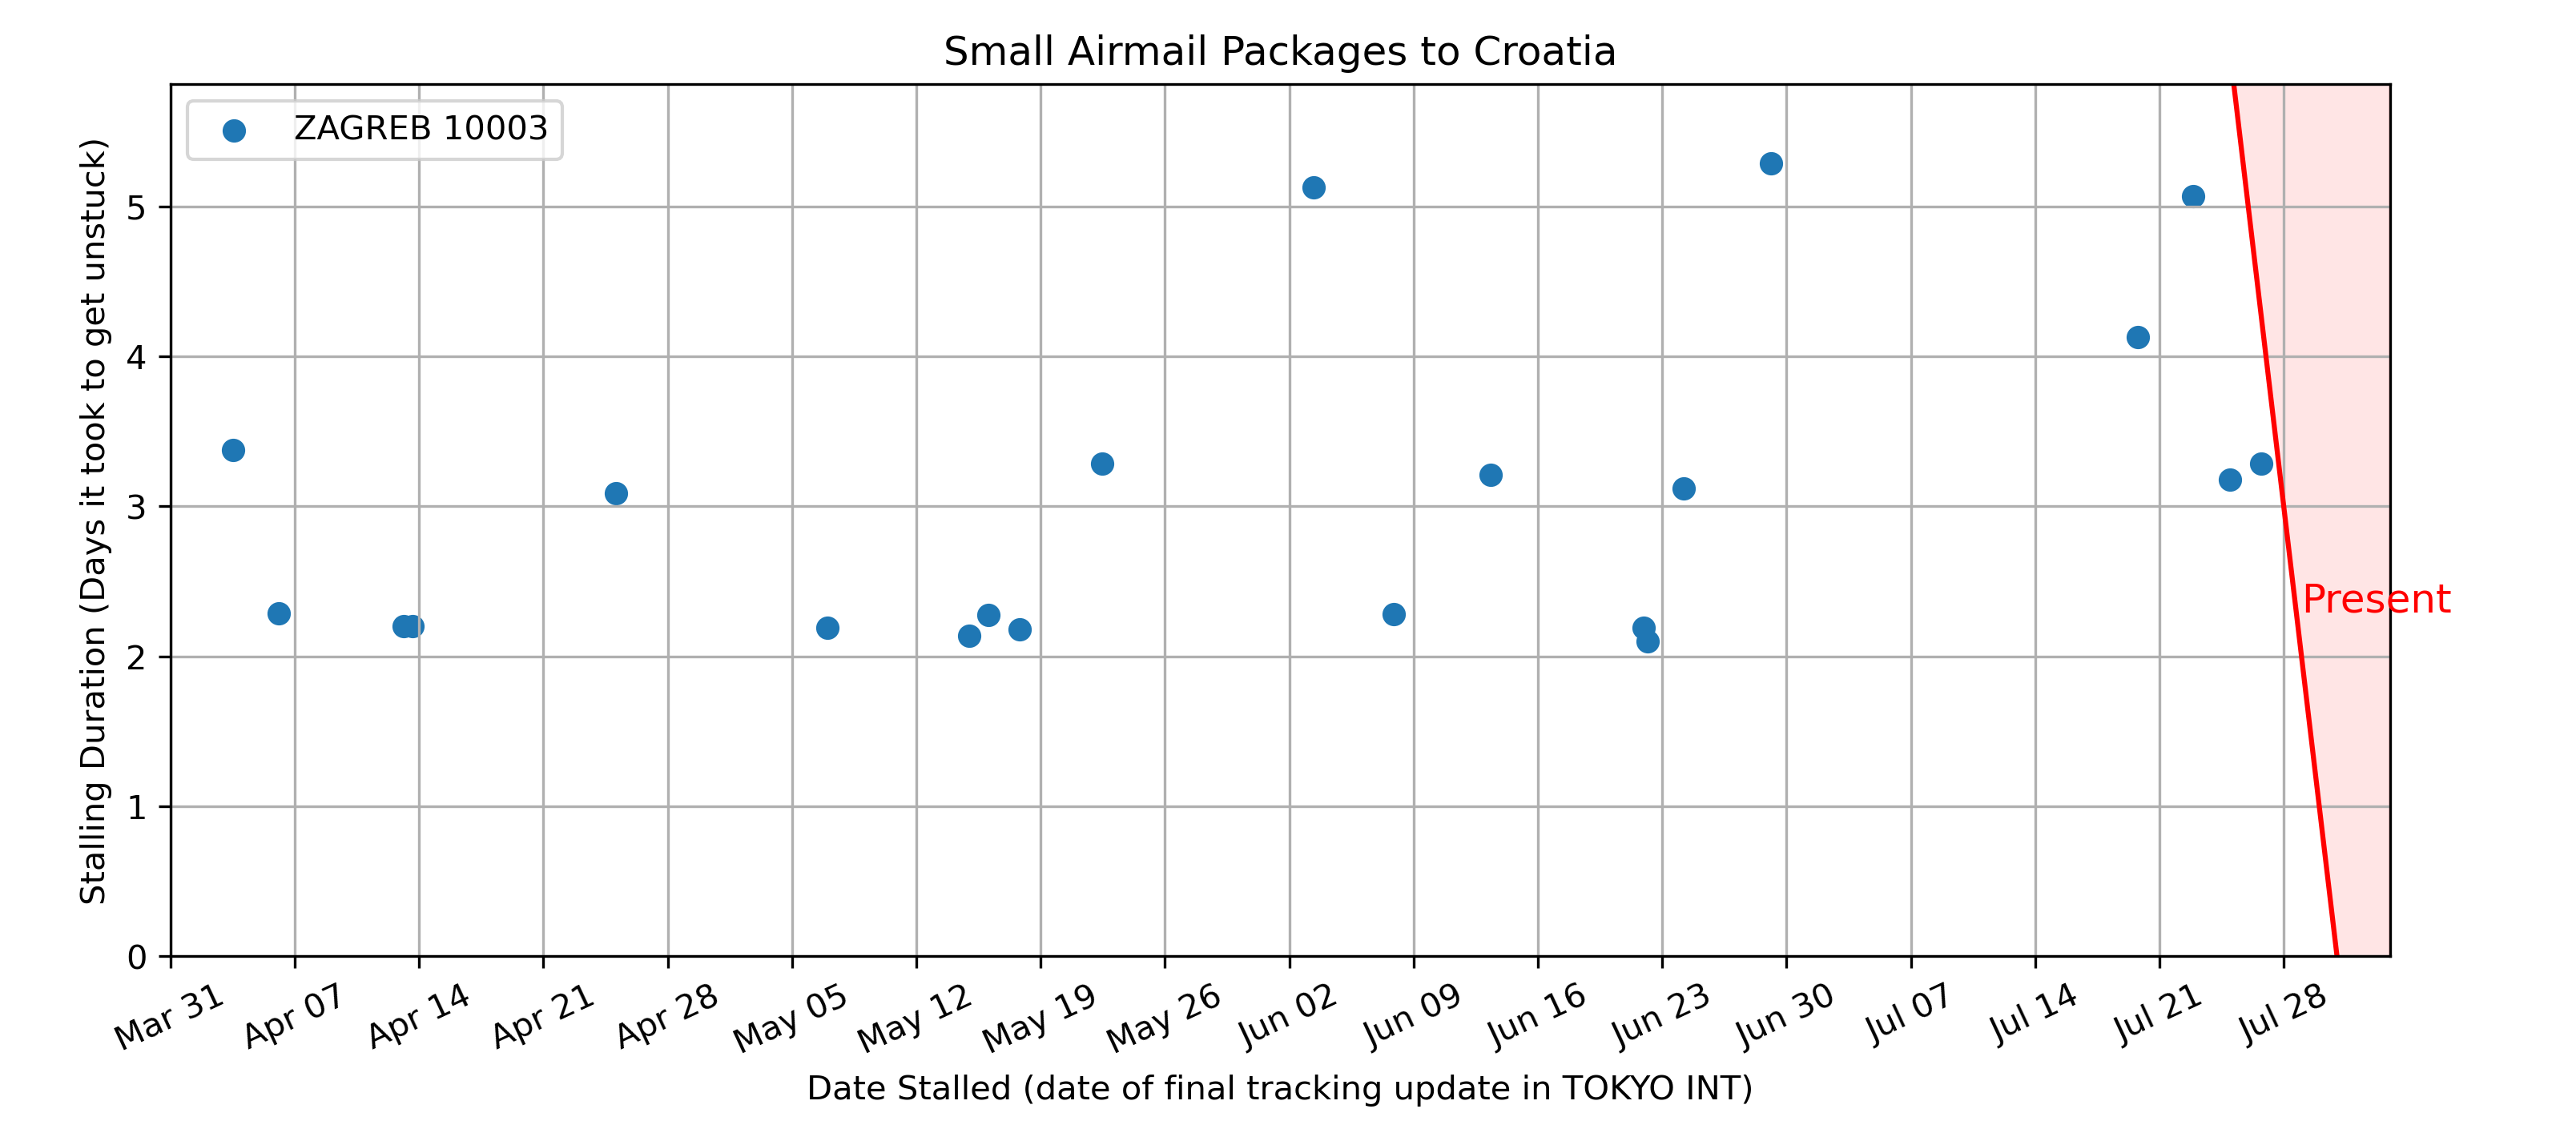 Small Airmail Packages to Croatia
ZAGREB 10003
Stalling Duration (Days it took to get unstuck)
5
4
3
2
1
0
Present
Mar 31
Apr 07
Apr 14
Apr 21
Apr 28
May 05
May 12
May 19
May 26
Jun 02
Jun 09
Jun 16
Jun 23
Jun 30
Jul 07
Jul 14
Jul 21
Jul 28
Date Stalled (date of final tracking update in TOKYO INT)